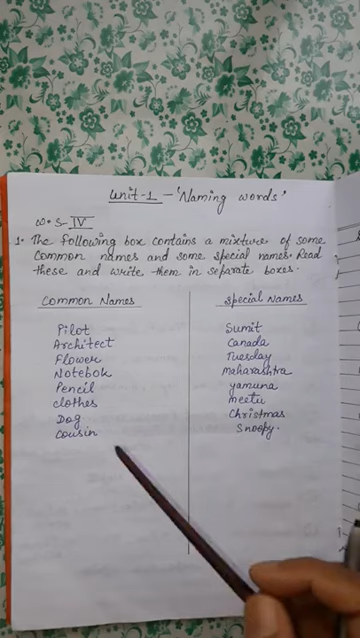 Unit-1 - 'Naming words'
W.S-IV
1. The following box contains a mixture of some
common names and some special names. Read
these and write them in separate boxes.
Common Names
Pilot
Architect
Flower
Notebok
Pencil
clothes
Dog
Cousin
Special Names
Sumit
Canada
Tuesday
Maharashtra
yamuna
meetu
Christmas
Snoopy.